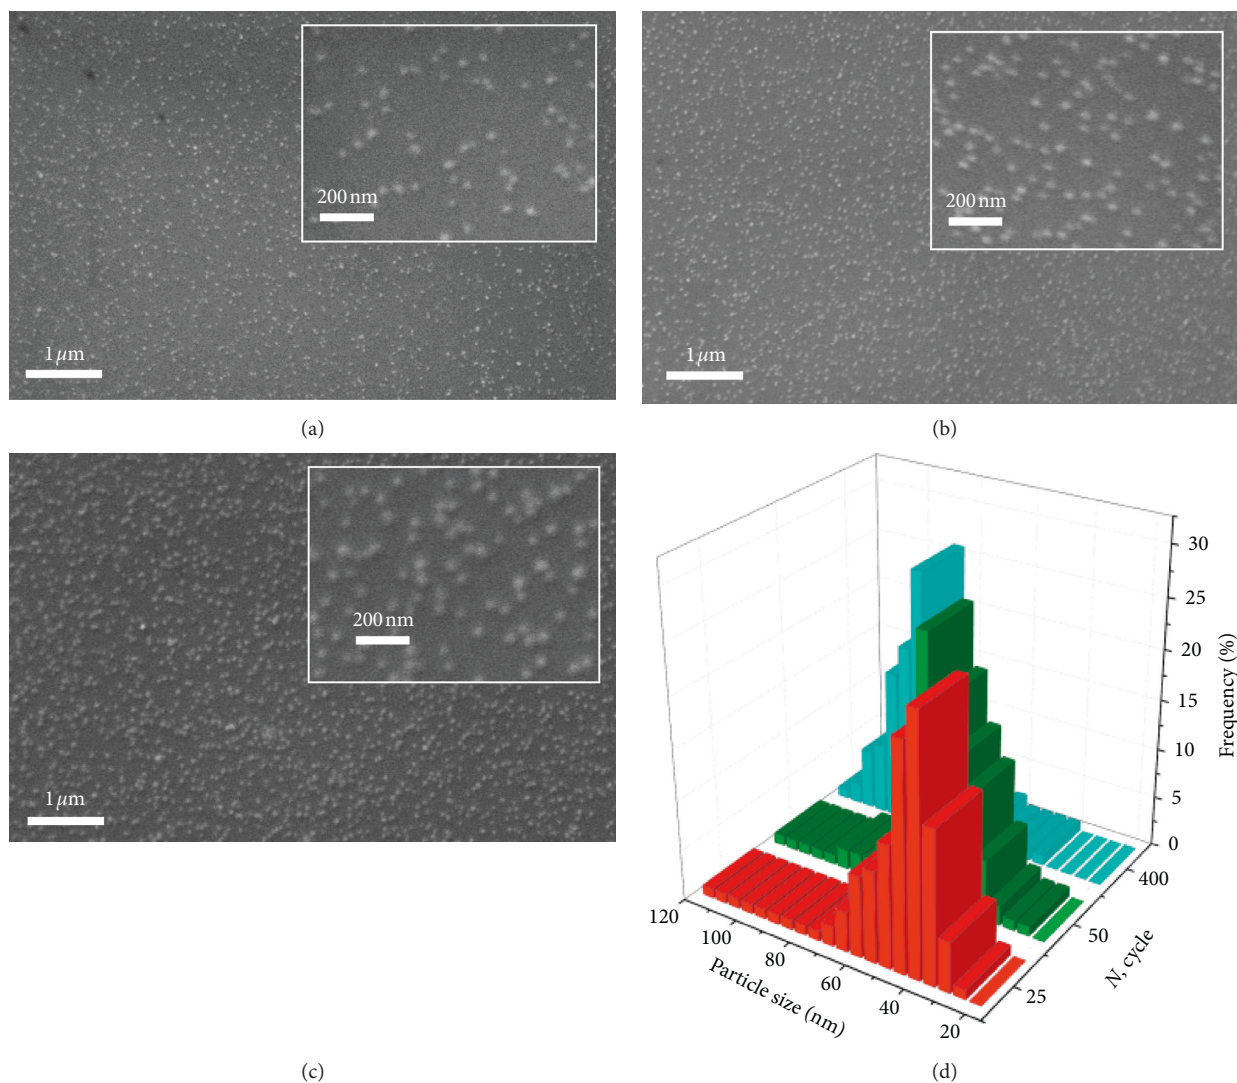 200 nm
1 μm
(a)
200 nm
1 μm
(b)
200 nm
1 μm
(c)
30
25
20
15
10
5
0
Frequency (%)
400
50
25
N, cycle
120
100
80
60
40
20
Particle size (nm)
(d)